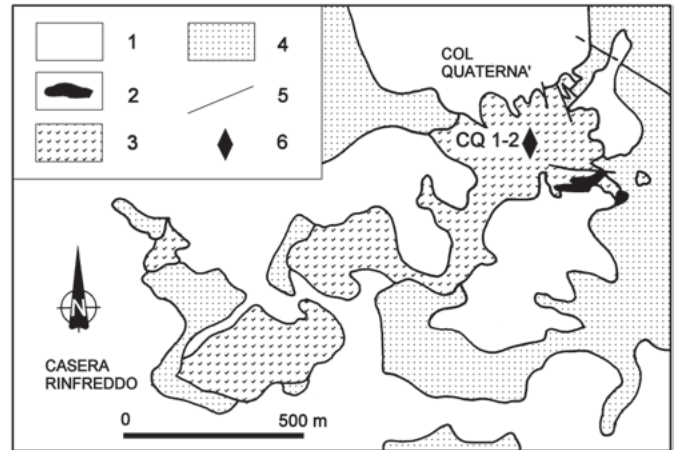 1
2
3
4
5
6
COL
QUATERNA'
CQ 1-2
N
CASERA
RINFREDDO
0 500 m